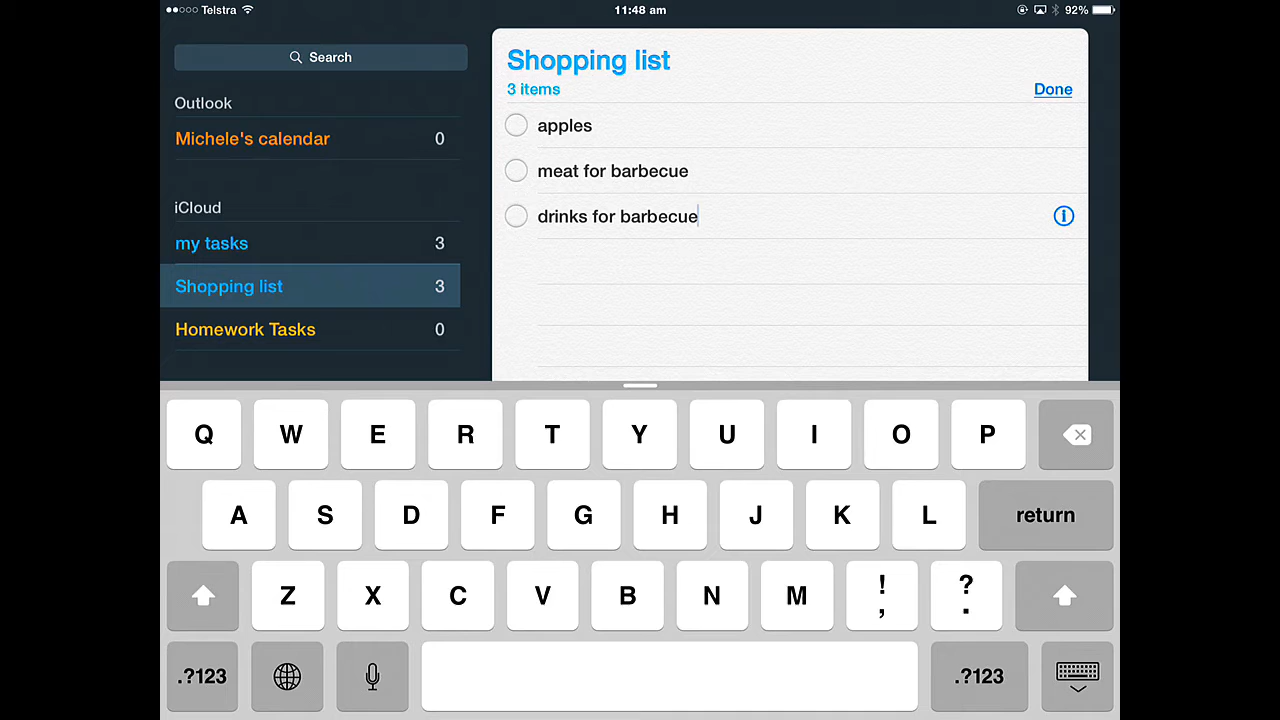 Telstra 11:48 am 92%
Search
Outlook
Michele's calendar 0
iCloud
my tasks 3
Shopping list 3
Homework Tasks 0
Shopping list
3 items Done
apples
meat for barbecue
drinks for barbecue
Q W E R T Y U I O P
A S D F G H J K L return
Z X C V B N M ! , ? .
.?123 .?123